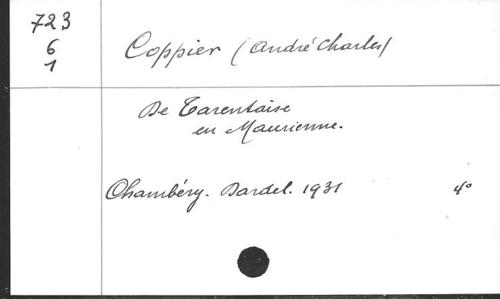 723
6
1
Coppier (André Charles)
De Tarentaise
en Maurienne.
Chambéry. Dardel. 1931 4°